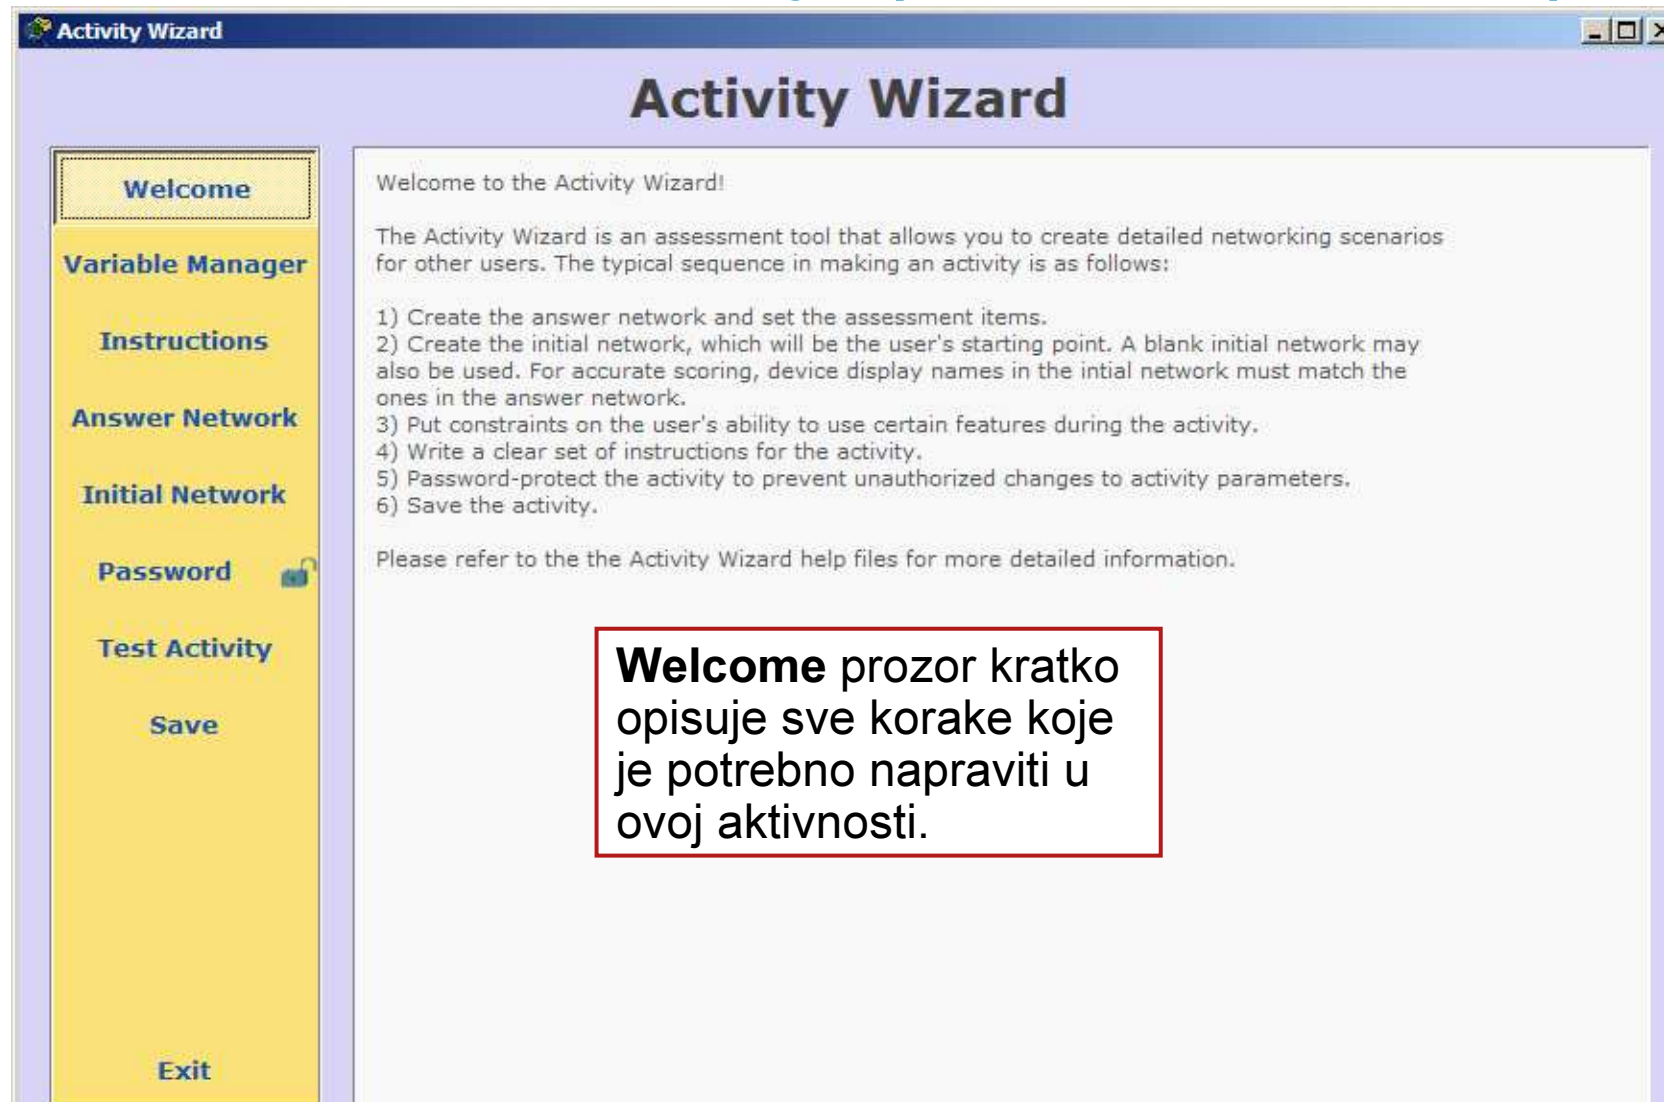 Activity Wizard
Activity Wizard
Welcome
Variable Manager
Instructions
Answer Network
Initial Network
Password
Test Activity
Save
Exit
Welcome to the Activity Wizard!
The Activity Wizard is an assessment tool that allows you to create detailed networking scenarios
for other users. The typical sequence in making an activity is as follows:
1) Create the answer network and set the assessment items.
2) Create the initial network, which will be the user's starting point. A blank initial network may
also be used. For accurate scoring, device display names in the intial network must match the
ones in the answer network.
3) Put constraints on the user's ability to use certain features during the activity.
4) Write a clear set of instructions for the activity.
5) Password-protect the activity to prevent unauthorized changes to activity parameters.
6) Save the activity.
Please refer to the the Activity Wizard help files for more detailed information.
Welcome prozor kratko
opisuje sve korake koje
je potrebno napraviti u
ovoj aktivnosti.